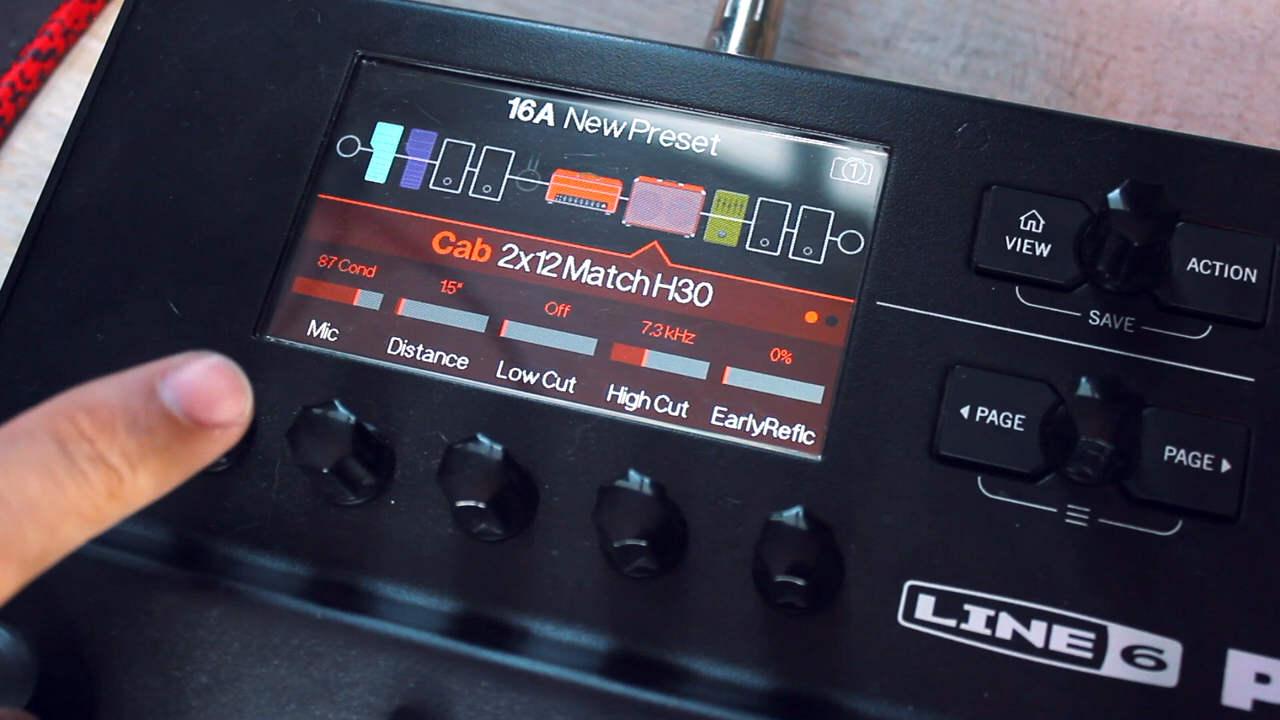 16A New Preset
1
Cab 2x12 Match H30
87 Cond
1.5"
Off
7.3 kHz
0%
Mic
Distance
Low Cut
High Cut
EarlyReflc
VIEW
ACTION
SAVE
PAGE
PAGE
LINE 6
P